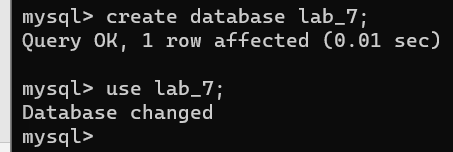 mysql> create database lab_7;
Query OK, 1 row affected (0.01 sec)
mysql> use lab_7;
Database changed
mysql>